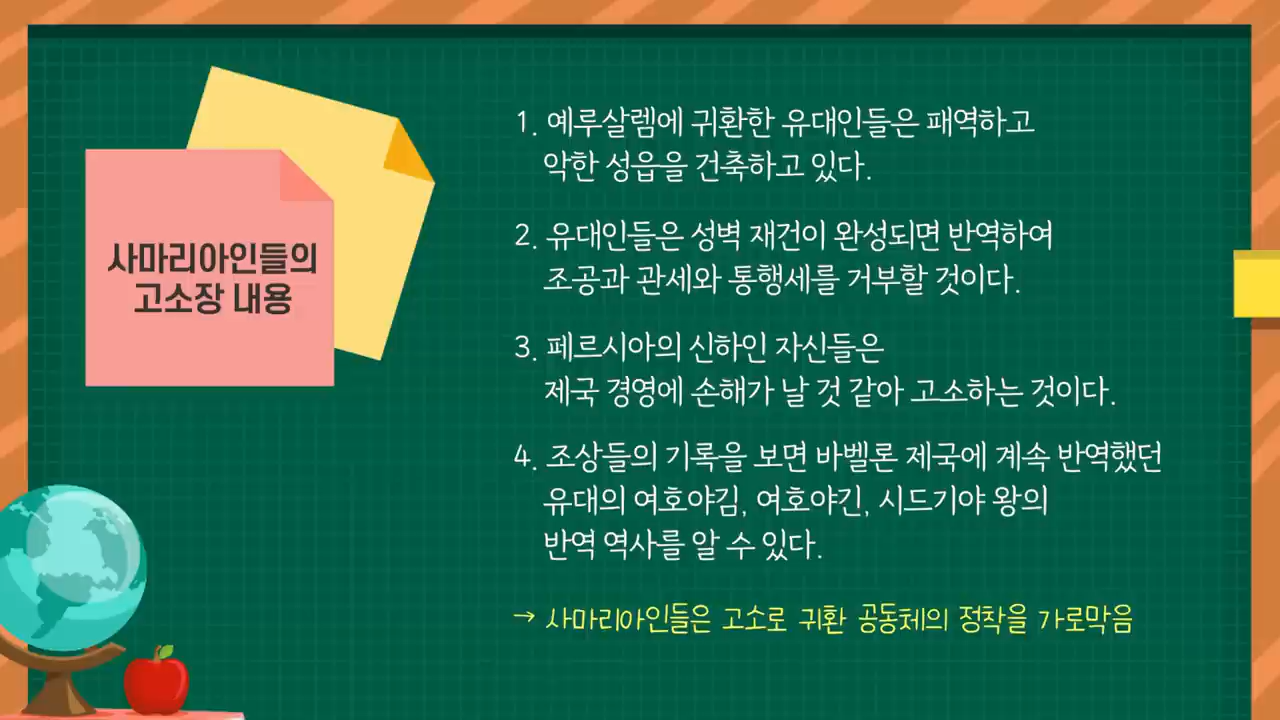 사마리아인들의
고소장 내용
1. 예루살렘에 귀환한 유대인들은 패역하고
악한 성읍을 건축하고 있다.
2. 유대인들은 성벽 재건이 완성되면 반역하여
조공과 관세와 통행세를 거부할 것이다.
3. 페르시아의 신하인 자신들은
제국 경영에 손해가 날 것 같아 고소하는 것이다.
4. 조상들의 기록을 보면 바벨론 제국에 계속 반역했던
유대의 여호야김, 여호야긴, 시드기야 왕의
반역 역사를 알 수 있다.
→ 사마리아인들은 고소로 귀환 공동체의 정착을 가로막음